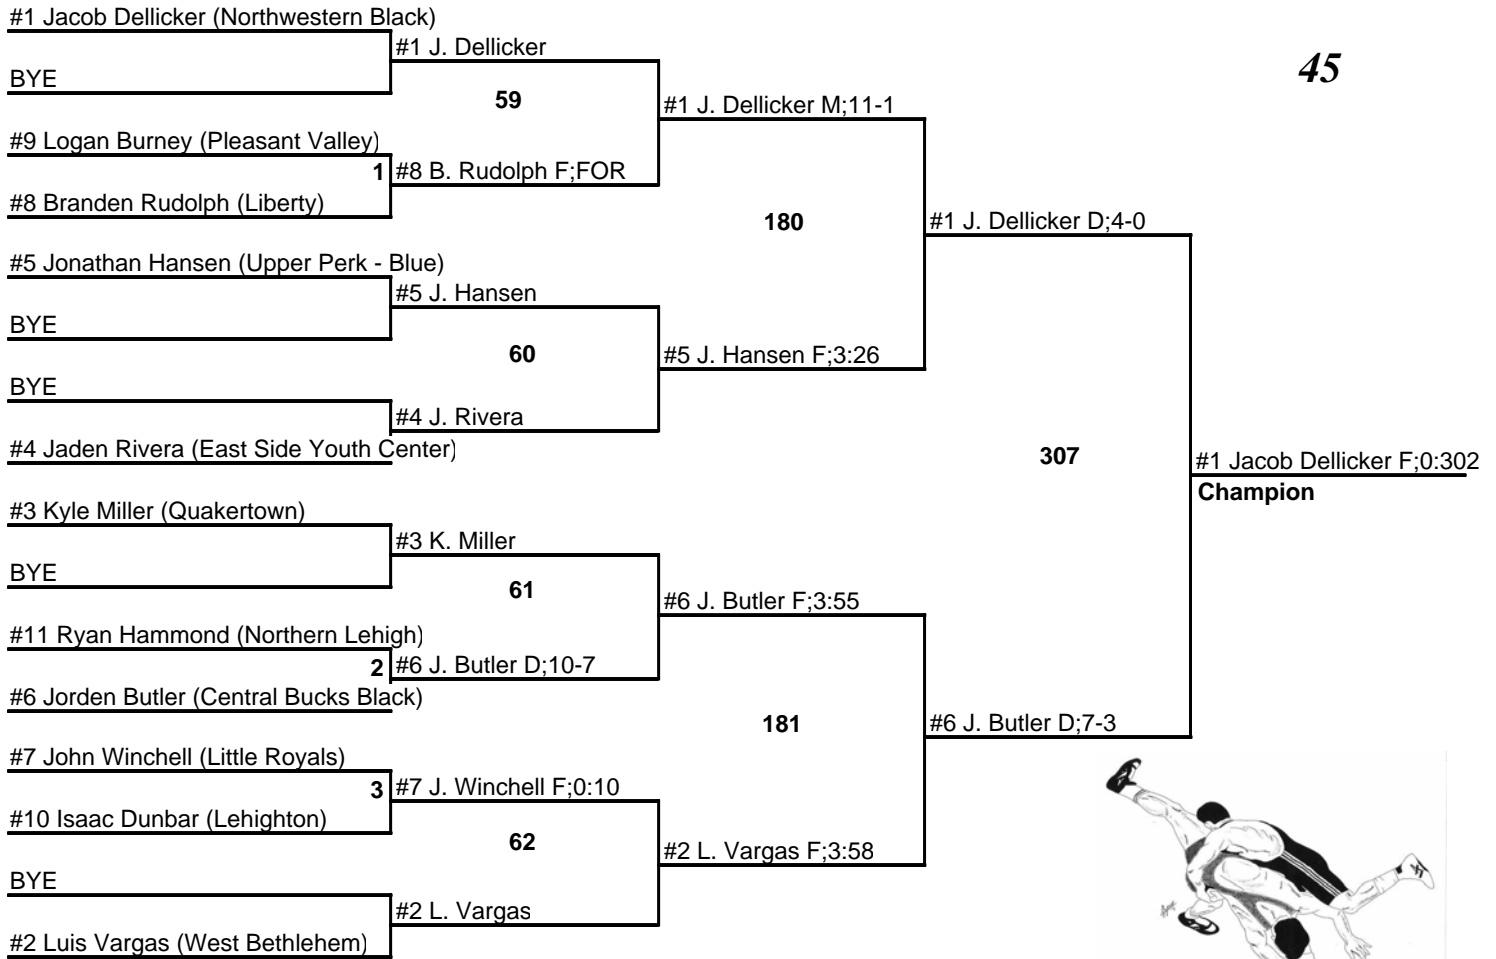 #1 Jacob Dellicker (Northwestern Black)
#1 J. Dellicker
45
BYE
59
#1 J. Dellicker M;11-1
#9 Logan Burney (Pleasant Valley)
1
#8 B. Rudolph F;FOR
#8 Branden Rudolph (Liberty)
180
#1 J. Dellicker D;4-0
#5 Jonathan Hansen (Upper Perk - Blue)
#5 J. Hansen
BYE
60
#5 J. Hansen F;3:26
BYE
#4 J. Rivera
#4 Jaden Rivera (East Side Youth Center)
307
#1 Jacob Dellicker F;0:302
Champion
#3 Kyle Miller (Quakertown)
#3 K. Miller
BYE
61
#6 J. Butler F;3:55
#11 Ryan Hammond (Northern Lehigh)
2
#6 J. Butler D;10-7
#6 Jorden Butler (Central Bucks Black)
181
#6 J. Butler D;7-3
#7 John Winchell (Little Royals)
3
#7 J. Winchell F;0:10
#10 Isaac Dunbar (Lehighton)
62
#2 L. Vargas F;3:58
BYE
#2 L. Vargas
#2 Luis Vargas (West Bethlehem)